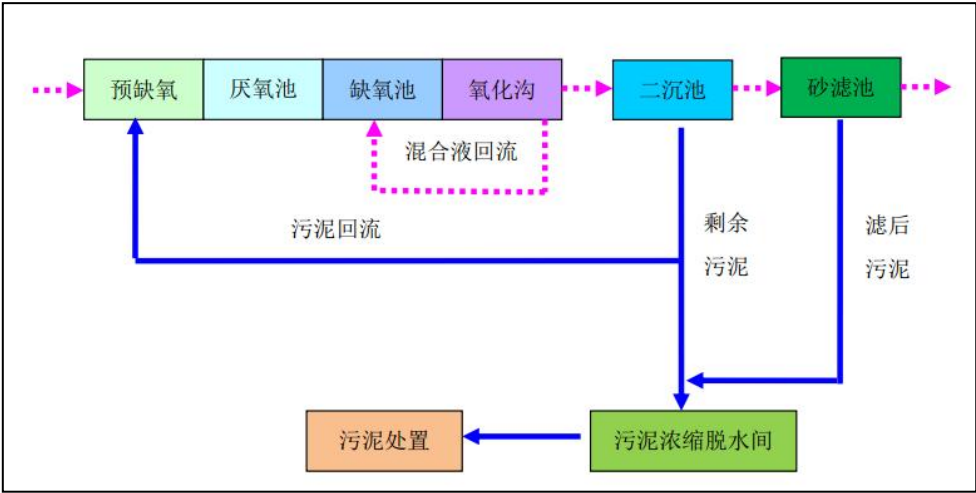 预缺氧
厌氧池
缺氧池
氧化沟
二沉池
砂滤池
混合液回流
污泥回流
剩余
污泥
滤后
污泥
污泥处置
污泥浓缩脱水间